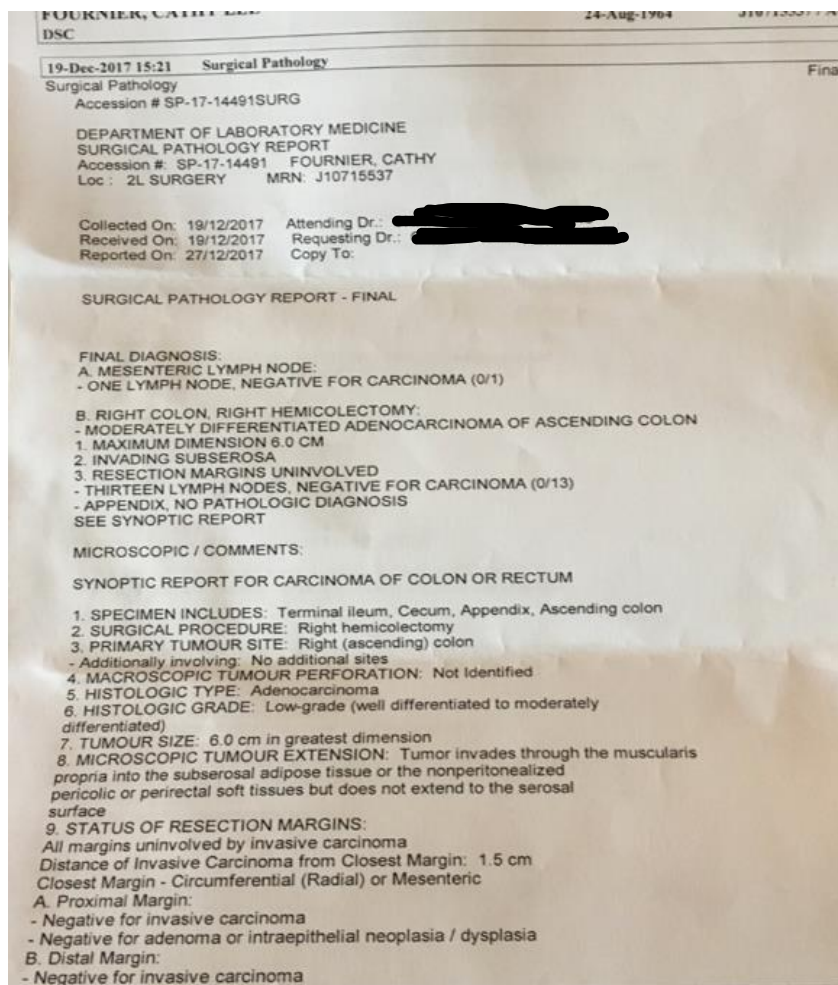 FOURNIER, CATHY LEE 24-Aug-1964
DSC
19-Dec-2017 15:21 Surgical Pathology
Fina
Surgical Pathology
Accession # SP-17-14491SURG
DEPARTMENT OF LABORATORY MEDICINE
SURGICAL PATHOLOGY REPORT
Accession #: SP-17-14491 FOURNIER, CATHY
Loc : 2L SURGERY MRN: J10715537
Collected On: 19/12/2017 Attending Dr.:
Received On: 19/12/2017 Requesting Dr.:
Reported On: 27/12/2017 Copy To:
SURGICAL PATHOLOGY REPORT - FINAL
FINAL DIAGNOSIS:
A. MESENTERIC LYMPH NODE:
- ONE LYMPH NODE, NEGATIVE FOR CARCINOMA (0/1)
B. RIGHT COLON, RIGHT HEMICOLECTOMY:
- MODERATELY DIFFERENTIATED ADENOCARCINOMA OF ASCENDING COLON
1. MAXIMUM DIMENSION 6.0 CM
2. INVADING SUBSEROSA
3. RESECTION MARGINS UNINVOLVED
- THIRTEEN LYMPH NODES, NEGATIVE FOR CARCINOMA (0/13)
- APPENDIX, NO PATHOLOGIC DIAGNOSIS
SEE SYNOPTIC REPORT
MICROSCOPIC / COMMENTS:
SYNOPTIC REPORT FOR CARCINOMA OF COLON OR RECTUM
1. SPECIMEN INCLUDES: Terminal ileum, Cecum, Appendix, Ascending colon
2. SURGICAL PROCEDURE: Right hemicolectomy
3. PRIMARY TUMOUR SITE: Right (ascending) colon
- Additionally involving: No additional sites
4. MACROSCOPIC TUMOUR PERFORATION: Not Identified
5. HISTOLOGIC TYPE: Adenocarcinoma
6. HISTOLOGIC GRADE: Low-grade (well differentiated to moderately
differentiated)
7. TUMOUR SIZE: 6.0 cm in greatest dimension
8. MICROSCOPIC TUMOUR EXTENSION: Tumor invades through the muscularis
propria into the subserosal adipose tissue or the nonperitonealized
pericolic or perirectal soft tissues but does not extend to the serosal
surface
9. STATUS OF RESECTION MARGINS:
All margins uninvolved by invasive carcinoma
Distance of Invasive Carcinoma from Closest Margin: 1.5 cm
Closest Margin - Circumferential (Radial) or Mesenteric
A. Proximal Margin:
- Negative for invasive carcinoma
- Negative for adenoma or intraepithelial neoplasia / dysplasia
B. Distal Margin:
- Negative for invasive carcinoma